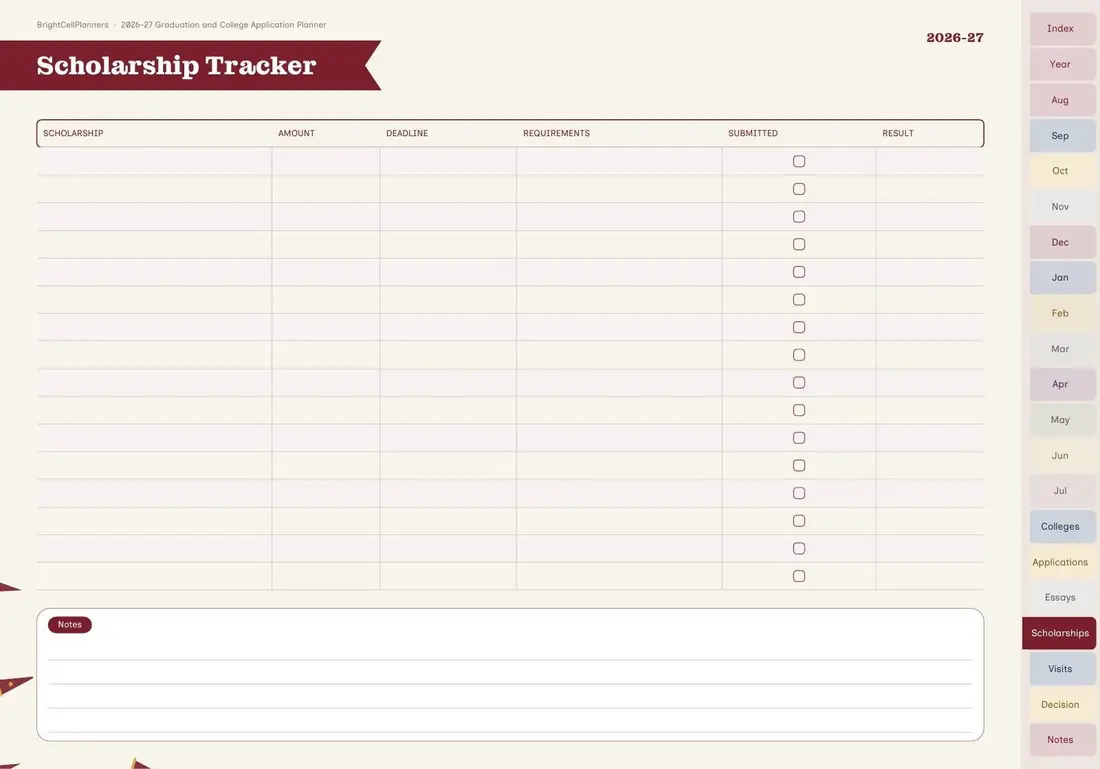 BrightCellPlanners · 2026-27 Graduation and College Application Planner
2026-27
Scholarship Tracker
SCHOLARSHIP AMOUNT DEADLINE REQUIREMENTS SUBMITTED RESULT
Notes
Index
Year
Aug
Sep
Oct
Nov
Dec
Jan
Feb
Mar
Apr
May
Jun
Jul
Colleges
Applications
Essays
Scholarships
Visits
Decision
Notes